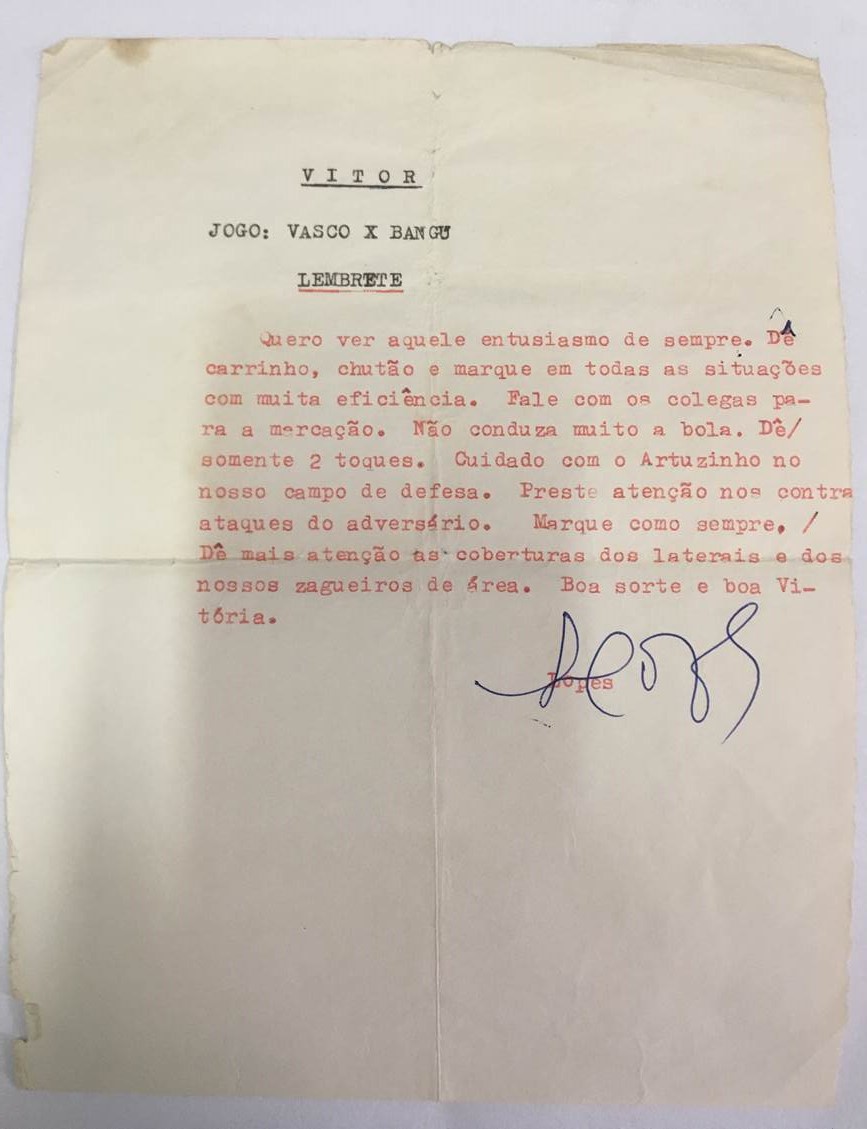 V I T O R
JOGO: VASCO X BANGU
LEMBRETE
Quero ver aquele entusiasmo de sempre. Dê
carrinho, chutão e marque em todas as situações
com muita eficiência. Fale com os colegas pa-
ra a marcação. Não conduza muito a bola. Dê/
somente 2 toques. Cuidado com o Artuzinho no
nosso campo de defesa. Preste atenção nos contra
ataques do adversário. Marque como sempre, /
Dê mais atenção as coberturas dos laterais e dos
nossos zagueiros de área. Boa sorte e boa Vi-
tória.
Lopes
Lopes